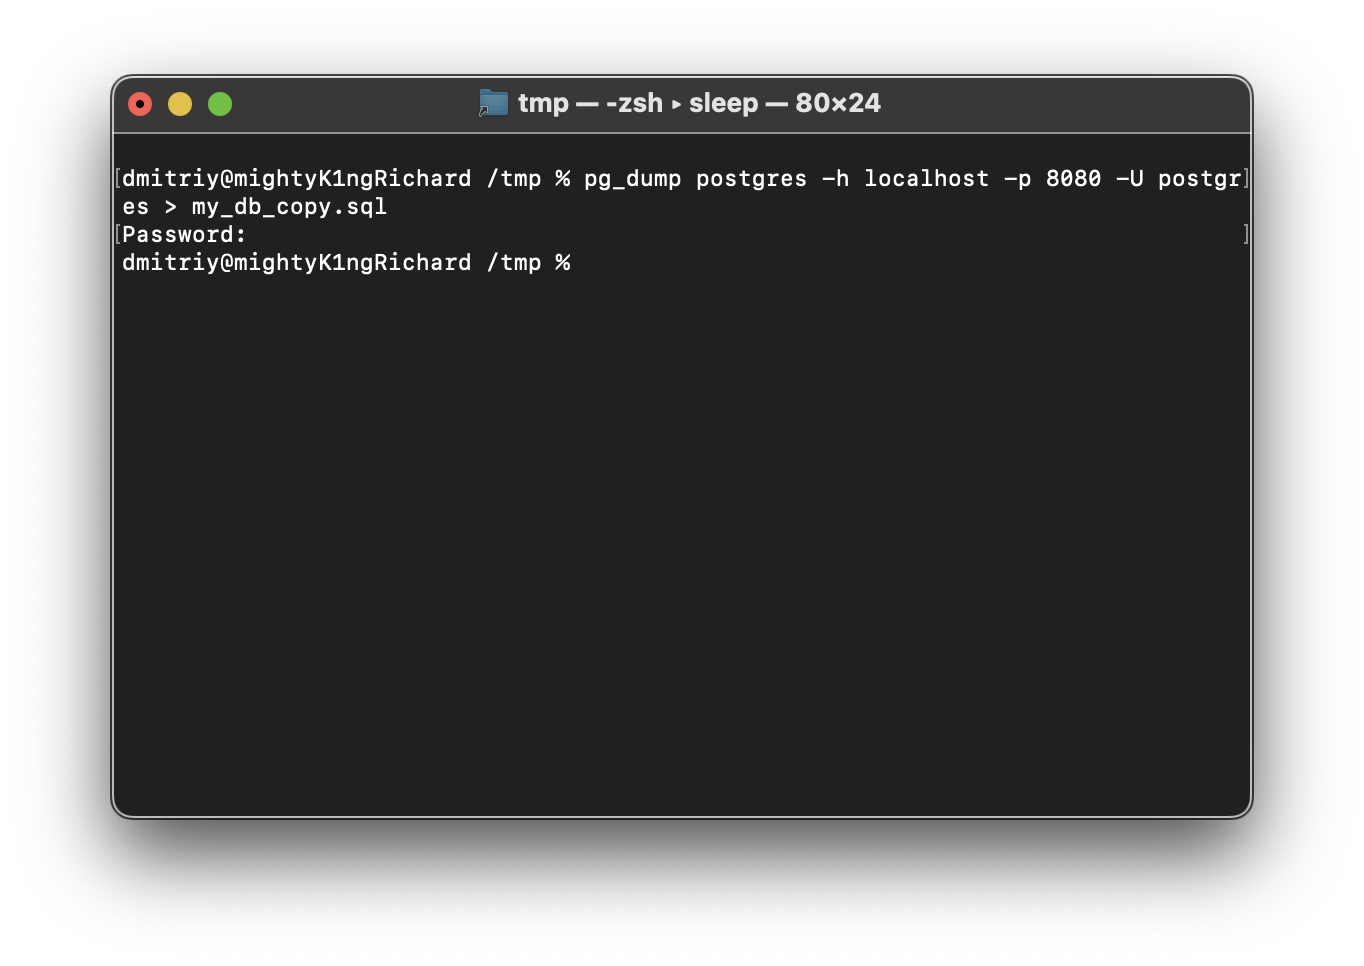 tmp — -zsh ▸ sleep — 80×24
[dmitriy@mightyK1ngRichard /tmp % pg_dump postgres -h localhost -p 8080 -U postgr]
es > my_db_copy.sql
[Password: ]
dmitriy@mightyK1ngRichard /tmp %